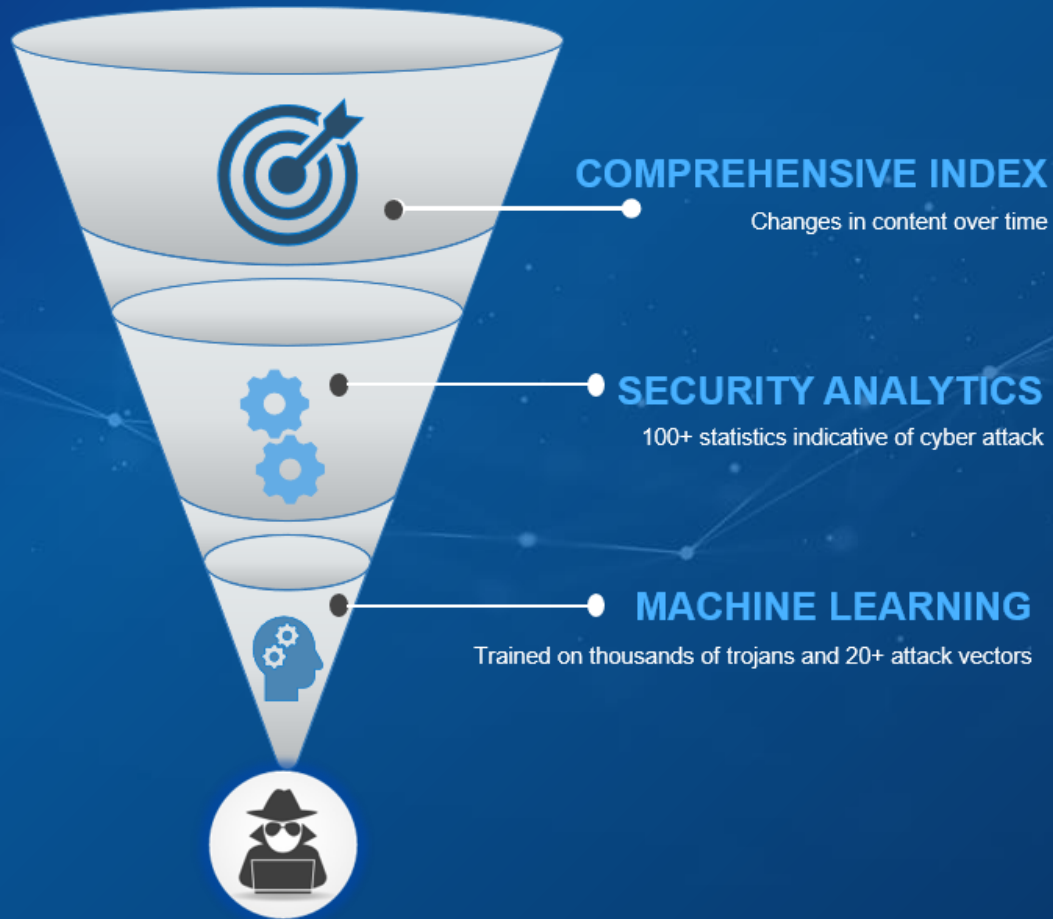 COMPREHENSIVE INDEX
Changes in content over time
SECURITY ANALYTICS
100+ statistics indicative of cyber attack
MACHINE LEARNING
Trained on thousands of trojans and 20+ attack vectors